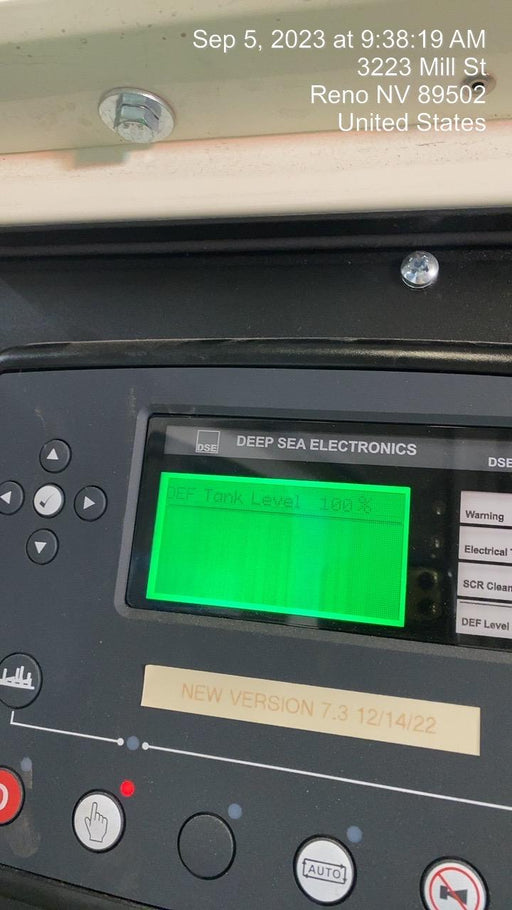 Sep 5, 2023 at 9:38:19 AM
3223 Mill St
Reno NV 89502
United States
DSE DEEP SEA ELECTRONICS
DSE
DEF Tank Level 100%
Warning
Electrical
SCR Clean
DEF Level
NEW VERSION 7.3 12/14/22
AUTO